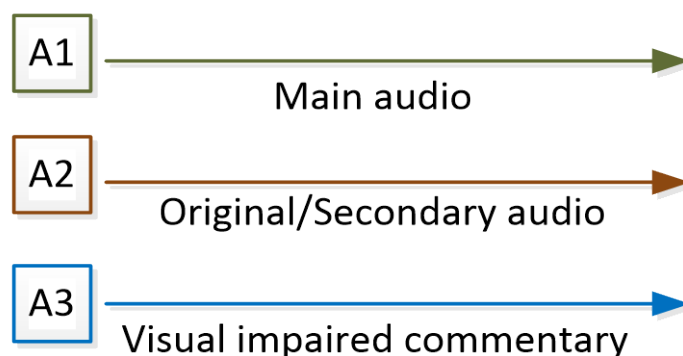 A1
Main audio
A2
Original/Secondary audio
A3
Visual impaired commentary